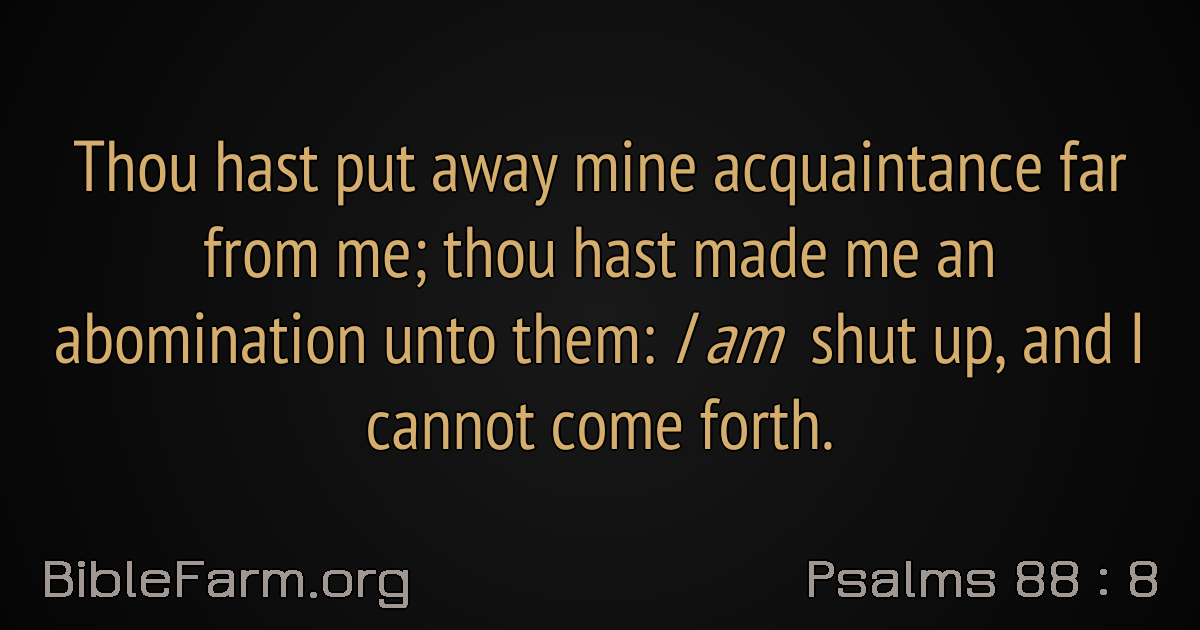 Thou hast put away mine acquaintance far
from me; thou hast made me an
abomination unto them: I am shut up, and I
cannot come forth.
BibleFarm.org
Psalms 88 : 8